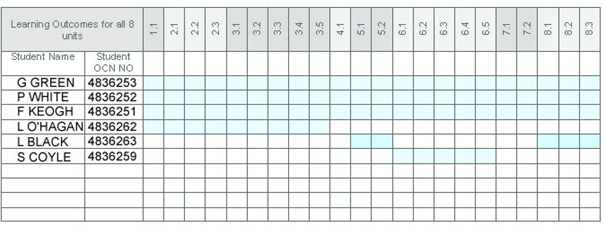 Learning Outcomes for all 8 units 1.1 2.1 2.2 2.3 3.1 3.2 3.3 3.4 3.5 4.1 5.1 5.2 6.1 6.2 6.3 6.4 6.5 7.1 7.2 8.1 8.2 8.3
Student Name Student OCN NO
G GREEN 4836253
P WHITE 4836252
F KEOGH 4836251
L O'HAGAN 4836262
L BLACK 4836263
S COYLE 4836259